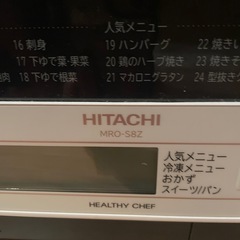 人気メニュー
16 刺身
19 ハンバーグ
22 焼きい
17 下ゆで葉・果菜
20 鶏のハーブ焼き
23 焼きそ
肉
18 下ゆで根菜
21 マカロニグラタン
24 型抜きク
HITACHI
MRO-S8Z
人気メニュー
冷凍メニュー
おかず
スイーツ/パン
HEALTHY CHEF